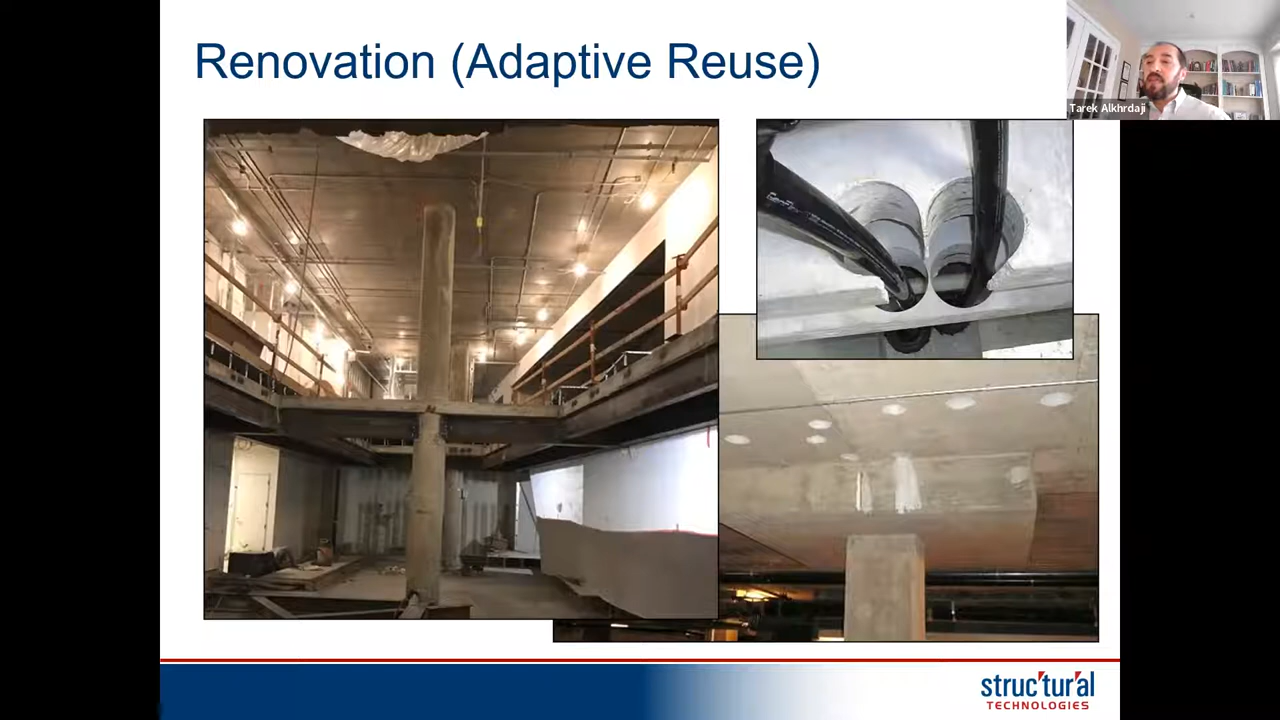 Renovation (Adaptive Reuse)
Tarek Alkhrdaji
structural
TECHNOLOGIES